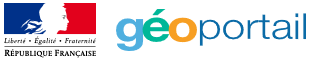 Liberté • Égalité • Fraternité
RÉPUBLIQUE FRANÇAISE
géoportail